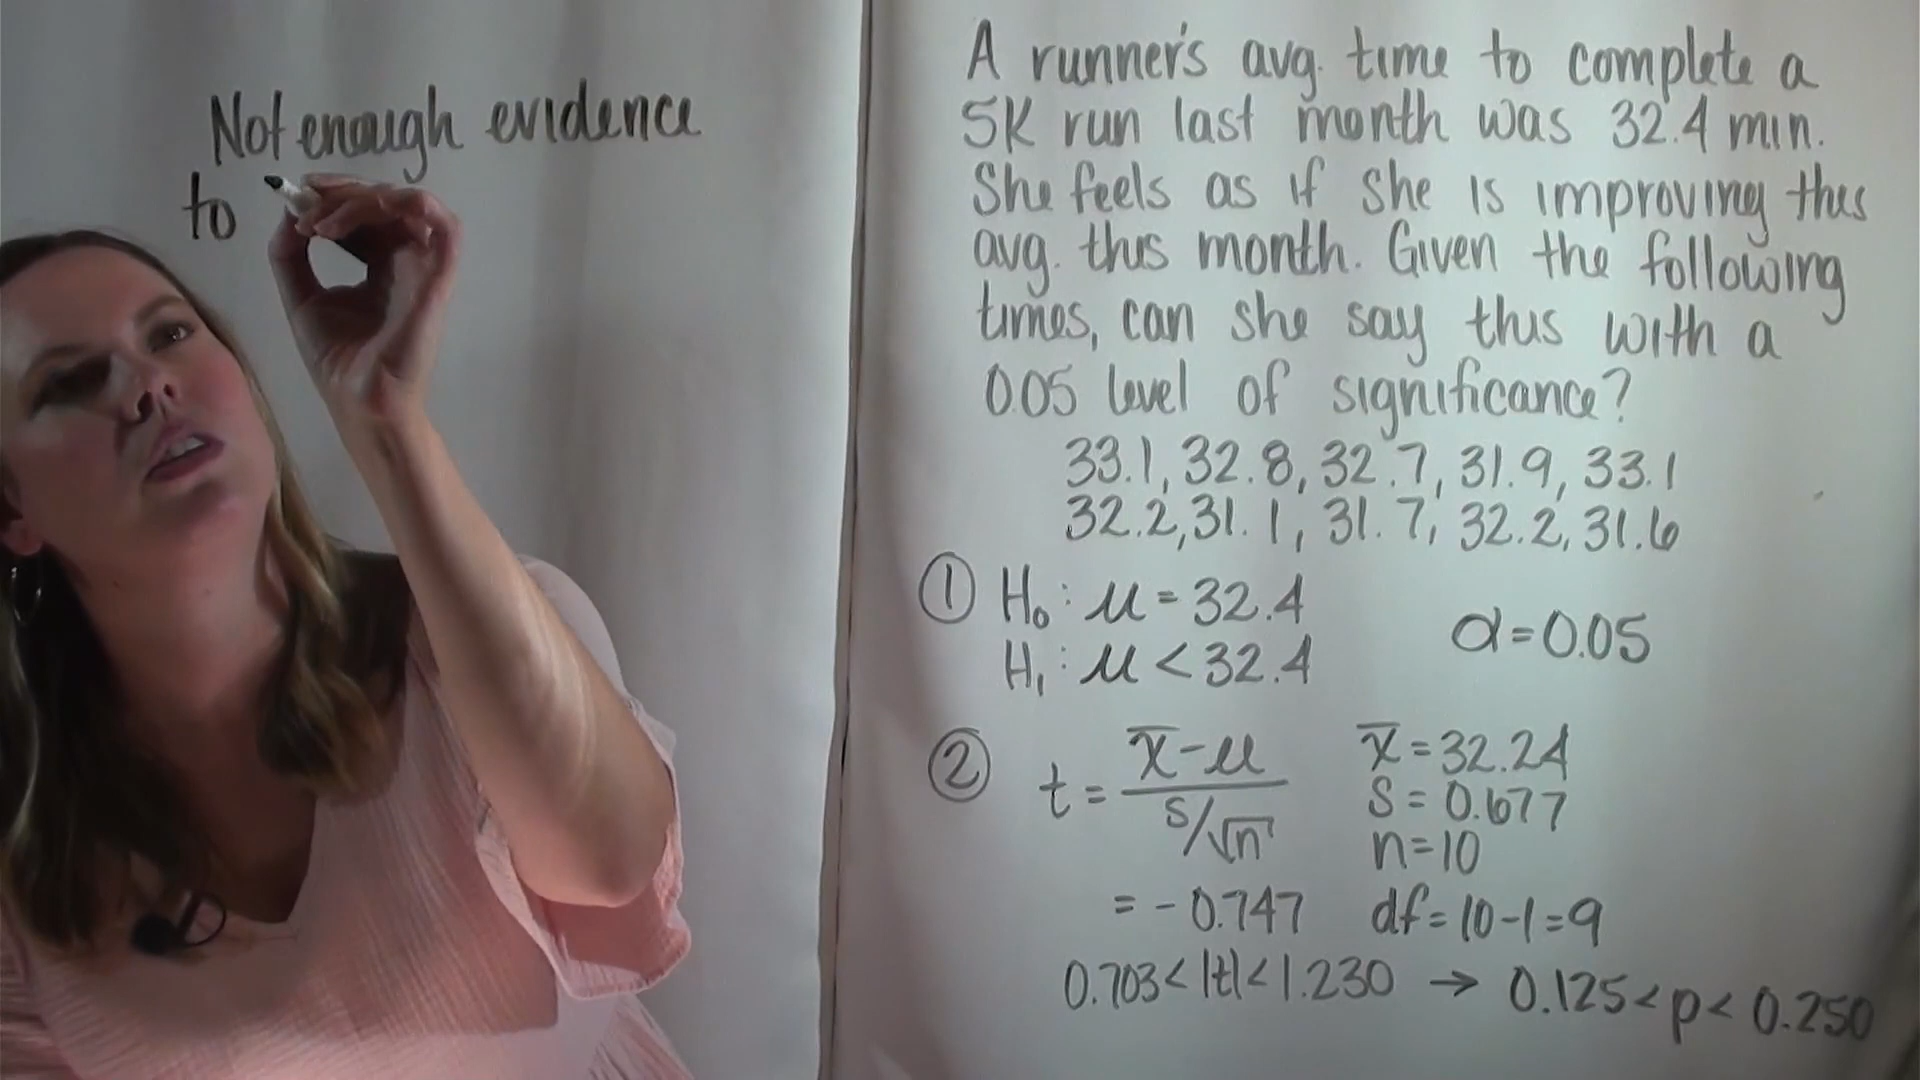 Not enough evidence
to
A runner's avg. time to complete a
5K run last month was 32.4 min.
She feels as if she is improving this
avg. this month. Given the following
times, can she say this with a
0.05 level of significance?
33.1, 32.8, 32.7, 31.9, 33.1
32.2, 31.1, 31.7, 32.2, 31.6
① H₀: μ = 32.4
α = 0.05
H₁: μ < 32.4
② t = (x̄ - μ) / (s/√n)
x̄ = 32.24
s = 0.677
n = 10
= -0.747 df = 10 - 1 = 9
0.703 < |t| < 1.230 → 0.125 < p < 0.250